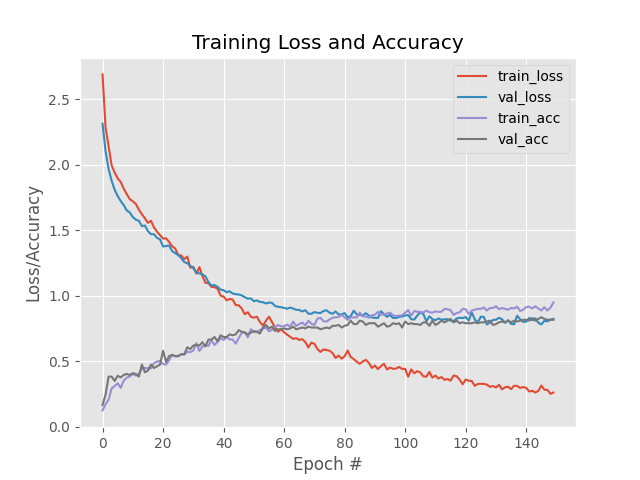 Training Loss and Accuracy
train_loss
val_loss
train_acc
val_acc
Loss/Accuracy
2.5
2.0
1.5
1.0
0.5
0.0
0 20 40 60 80 100 120 140
Epoch #